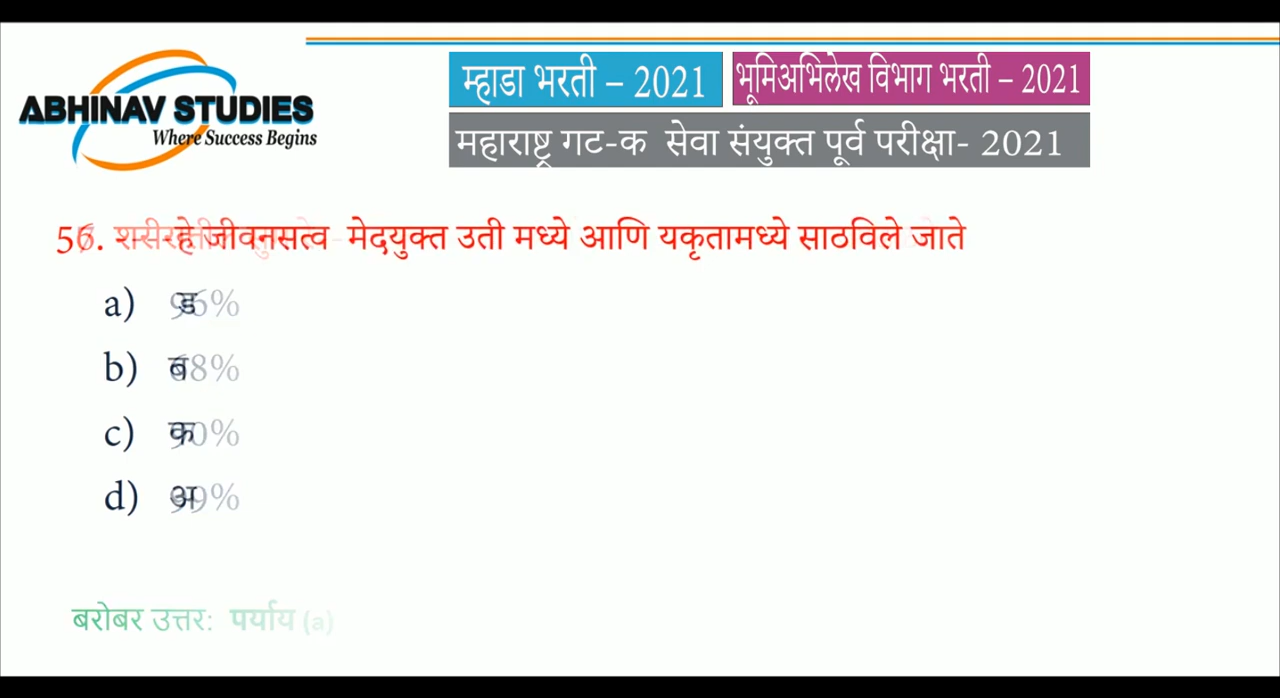 ABHINAV STUDIES
Where Success Begins
म्हाडा भरती – 2021
भूमिअभिलेख विभाग भरती – 2021
महाराष्ट्र गट-क सेवा संयुक्त पूर्व परीक्षा- 2021
हे जीवनसत्व मेदयुक्त उती मध्ये आणि यकृतामध्ये साठविले जाते
a) ड
b) ब
c) क
d) अ
बरोबर उत्तर: पर्याय (a)